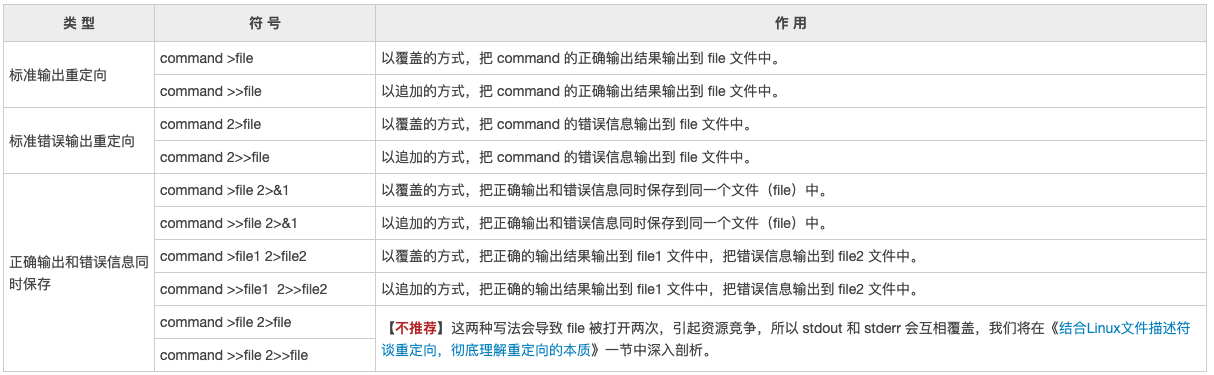 类 型 符 号 作 用
标准输出重定向
command >file 以覆盖的方式，把 command 的正确输出结果输出到 file 文件中。
command >>file 以追加的方式，把 command 的正确输出结果输出到 file 文件中。
标准错误输出重定向
command 2>file 以覆盖的方式，把 command 的错误信息输出到 file 文件中。
command 2>>file 以追加的方式，把 command 的错误信息输出到 file 文件中。
正确输出和错误信息同
时保存
command >file 2>&1 以覆盖的方式，把正确输出和错误信息同时保存到同一个文件（file）中。
command >>file 2>&1 以追加的方式，把正确输出和错误信息同时保存到同一个文件（file）中。
command >file1 2>file2 以覆盖的方式，把正确的输出结果输出到 file1 文件中，把错误信息输出到 file2 文件中。
command >>file1  2>>file2 以追加的方式，把正确的输出结果输出到 file1 文件中，把错误信息输出到 file2 文件中。
command >file 2>file
command >>file 2>>file
【不推荐】这两种写法会导致 file 被打开两次，引起资源竞争，所以 stdout 和 stderr 会互相覆盖，我们将在《结合Linux文件描述符
谈重定向，彻底理解重定向的本质》一节中深入剖析。